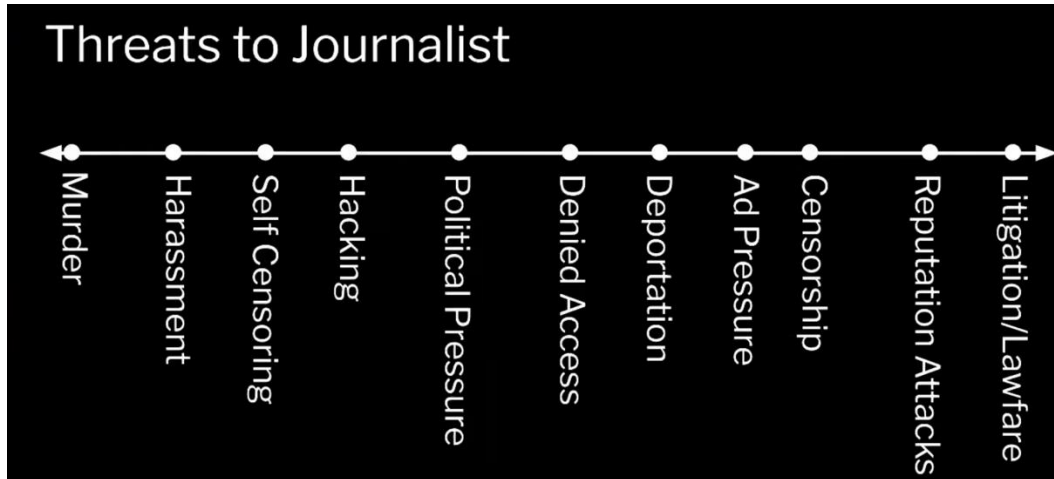 Threats to Journalist
Murder
Harassment
Self Censoring
Hacking
Political Pressure
Denied Access
Deportation
Ad Pressure
Censorship
Reputation Attacks
Litigation/Lawfare